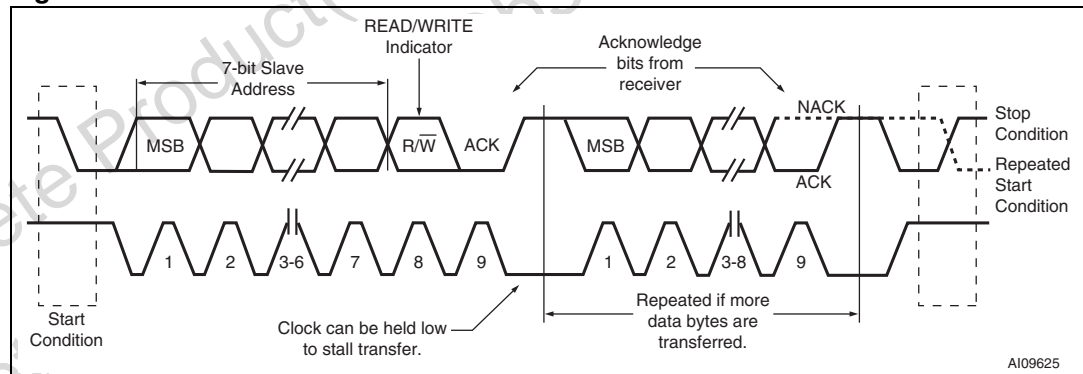 READ/WRITE
Indicator
7-bit Slave
Address
Acknowledge
bits from
receiver
MSB
R/W
ACK
MSB
NACK
ACK
Stop
Condition
Repeated
Start
Condition
1
2
3-6
7
8
9
1
2
3-8
9
Start
Condition
Clock can be held low
to stall transfer.
Repeated if more
data bytes are
transferred.
AI09625